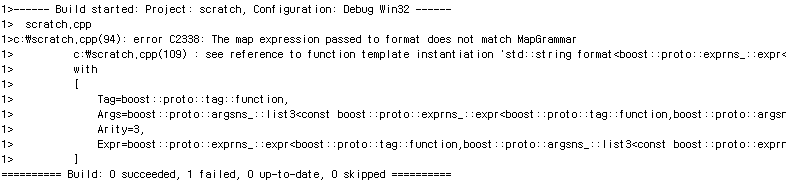 1>------ Build started: Project: scratch, Configuration: Debug Win32 ------
1>  scratch.cpp
1>c:₩scratch.cpp(94): error C2338: The map expression passed to format does not match MapGrammar
1>          c:₩scratch.cpp(109) : see reference to function template instantiation 'std::string format<boost::proto::exprns_::expr<
1>          with
1>          [
1>              Tag=boost::proto::tag::function,
1>              Args=boost::proto::argsns_::list3<const boost::proto::exprns_::expr<boost::proto::tag::function,boost::proto::argsn
1>              Arity=3,
1>              Expr=boost::proto::exprns_::expr<boost::proto::tag::function,boost::proto::argsns_::list3<const boost::proto::exprn
1>          ]
========== Build: 0 succeeded, 1 failed, 0 up-to-date, 0 skipped ==========